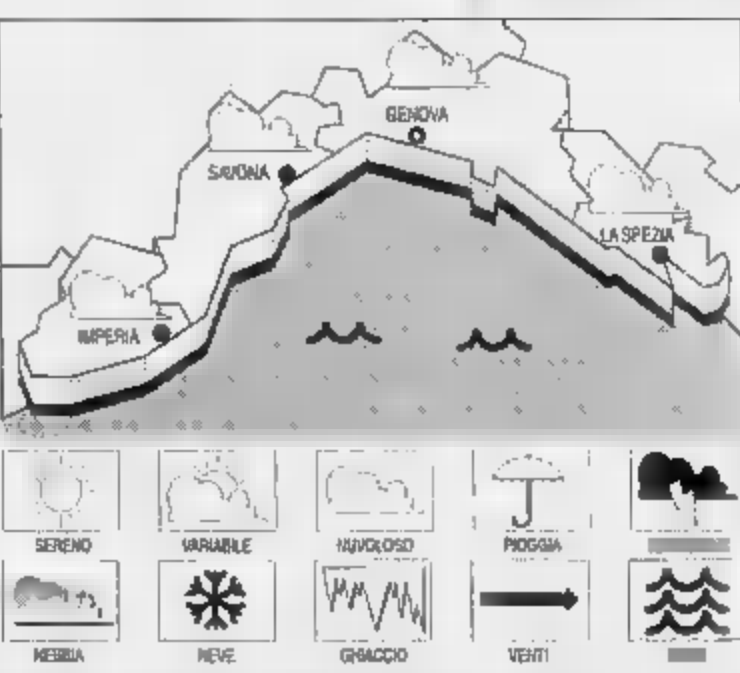 GENOVA
SAVONA
LA SPEZIA
IMPERIA
SERENO VARIABILE NUVOLOSO PIOGGIA
NEBBIA NEVE GHIACCIO VENTI